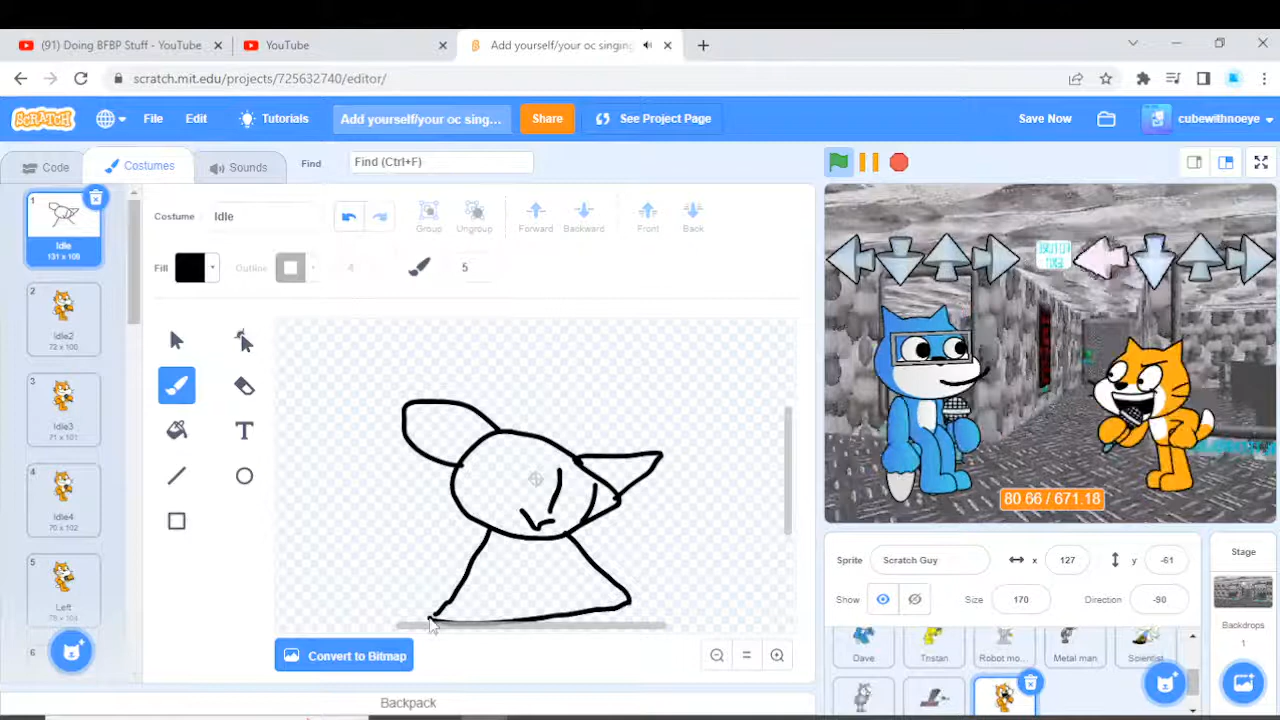 (91) Doing BFBP Stuff - YouTube
YouTube
Add yourself/your oc singing
scratch.mit.edu/projects/725632740/editor/
SCRATCH
File
Edit
Tutorials
Add yourself/your oc sing...
Share
See Project Page
Save Now
cubewithnoeye
Code
Costumes
Sounds
Find
Find (Ctrl+F)
Costume
Idle
Group
Ungroup
Forward
Backward
Front
Back
Fill
Outline
4
5
1
Idle
131 x 108
2
Idle2
72 x 100
3
Idle3
71 x 101
4
Idle4
70 x 102
5
Left
78 x 104
6
Convert to Bitmap
Backpack
80.66 / 671.18
Sprite
Scratch Guy
x
127
y
-61
Show
Size
170
Direction
-90
Stage
Backdrops
1
Dave
Tristan
Robot mo...
Metal man
Scientist